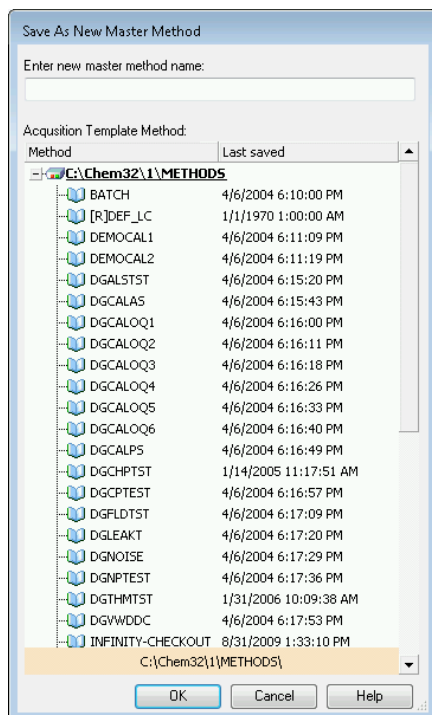 Save As New Master Method
Enter new master method name:
Acqusition Template Method:
Method Last saved
C:\Chem32\1\METHODS
BATCH 4/6/2004 6:10:00 PM
[R]DEF_LC 1/1/1970 1:00:00 AM
DEMOCAL1 4/6/2004 6:11:09 PM
DEMOCAL2 4/6/2004 6:11:19 PM
DGALSTST 4/6/2004 6:15:20 PM
DGCALAS 4/6/2004 6:15:43 PM
DGCALOQ1 4/6/2004 6:16:00 PM
DGCALOQ2 4/6/2004 6:16:11 PM
DGCALOQ3 4/6/2004 6:16:18 PM
DGCALOQ4 4/6/2004 6:16:26 PM
DGCALOQ5 4/6/2004 6:16:33 PM
DGCALOQ6 4/6/2004 6:16:40 PM
DGCALPS 4/6/2004 6:16:49 PM
DGCHPTST 1/14/2005 11:17:51 AM
DGCPTEST 4/6/2004 6:16:57 PM
DGFLDTST 4/6/2004 6:17:09 PM
DGLEAKT 4/6/2004 6:17:20 PM
DGNOISE 4/6/2004 6:17:29 PM
DGNPTEST 4/6/2004 6:17:36 PM
DGTHMTST 1/31/2006 10:09:38 AM
DGVWDDC 4/6/2004 6:17:53 PM
INFINITY-CHECKOUT 8/31/2009 1:33:10 PM
C:\Chem32\1\METHODS\
OK Cancel Help